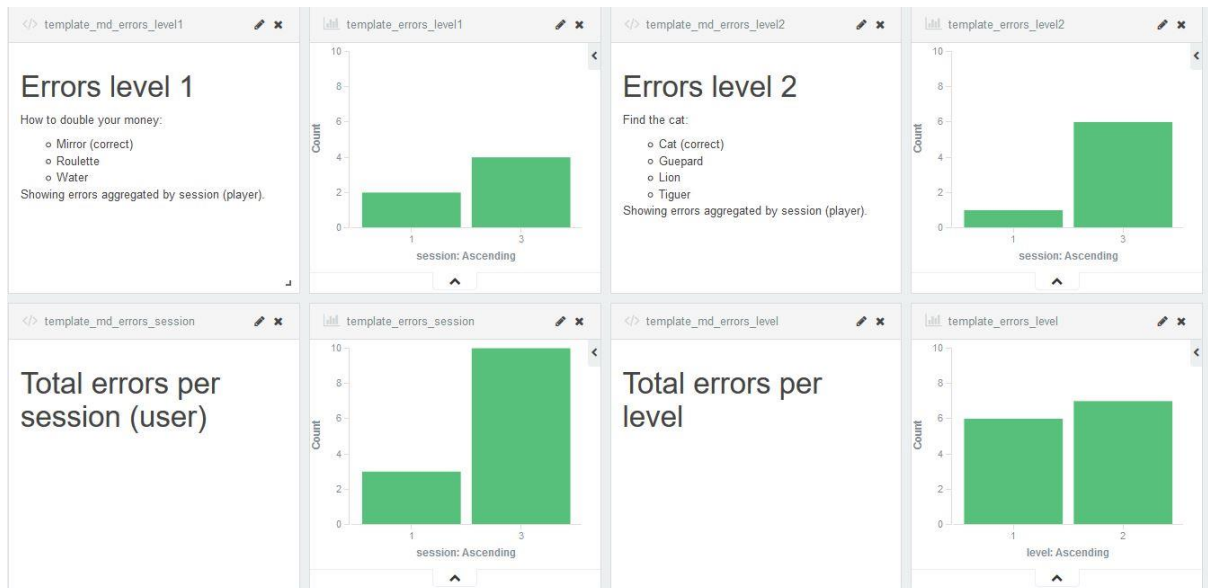 template_md_errors_level1
Errors level 1
How to double your money:
Mirror (correct)
Roulette
Water
Showing errors aggregated by session (player).
template_errors_level1
10
8
6
4
2
0
Count
1 3
session: Ascending
template_md_errors_level2
Errors level 2
Find the cat:
Cat (correct)
Guepard
Lion
Tiguer
Showing errors aggregated by session (player).
template_errors_level2
10
8
6
4
2
0
Count
1 3
session: Ascending
template_md_errors_session
Total errors per
session (user)
template_errors_session
10
8
6
4
2
0
Count
1 3
session: Ascending
template_md_errors_level
Total errors per
level
template_errors_level
10
8
6
4
2
0
Count
1 2
level: Ascending